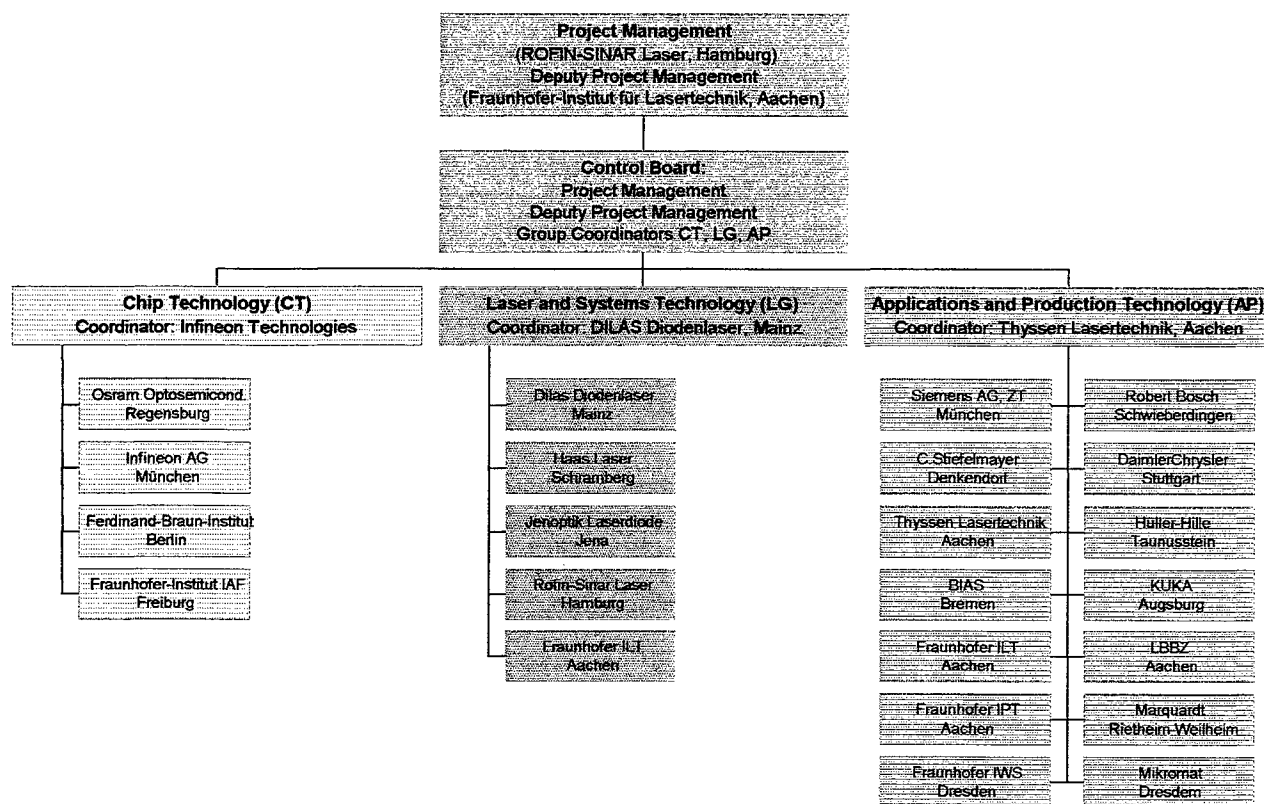 Project Management
(ROFIN-SINAR Laser, Hamburg)
Deputy Project Management
(Fraunhofer-Institut für Lasertechnik, Aachen)
Control Board:
Project Management
Deputy Project Management
Group Coordinators CT, LG, AP
Chip Technology (CT)
Coordinator: Infineon Technologies
Laser and Systems Technology (LG)
Coordinator: DILAS Diodenlaser, Mainz
Applications and Production Technology (AP)
Coordinator: Thyssen Lasertechnik, Aachen
Osram Optosemicond.
Regensburg
Infineon AG
München
Ferdinand-Braun-Institut
Berlin
Fraunhofer-Institut IAF
Freiburg
Dilas Diodenlaser
Mainz
Haas Laser
Schramberg
Jenoptik Laserdiode
Jena
Rofin-Sinar Laser
Hamburg
Fraunhofer ILT
Aachen
Siemens AG, ZT
München
C.Stiefelmayer
Denkendorf
Thyssen Lasertechnik
Aachen
BIAS
Bremen
Fraunhofer ILT
Aachen
Fraunhofer IPT
Aachen
Fraunhofer IWS
Dresden
Robert Bosch
Schwieberdingen
DaimlerChrysler
Stuttgart
Hüller-Hille
Taunusstein
KUKA
Augsburg
LBBZ
Aachen
Marquardt
Rietheim-Weilheim
Mikromat
Dresdem